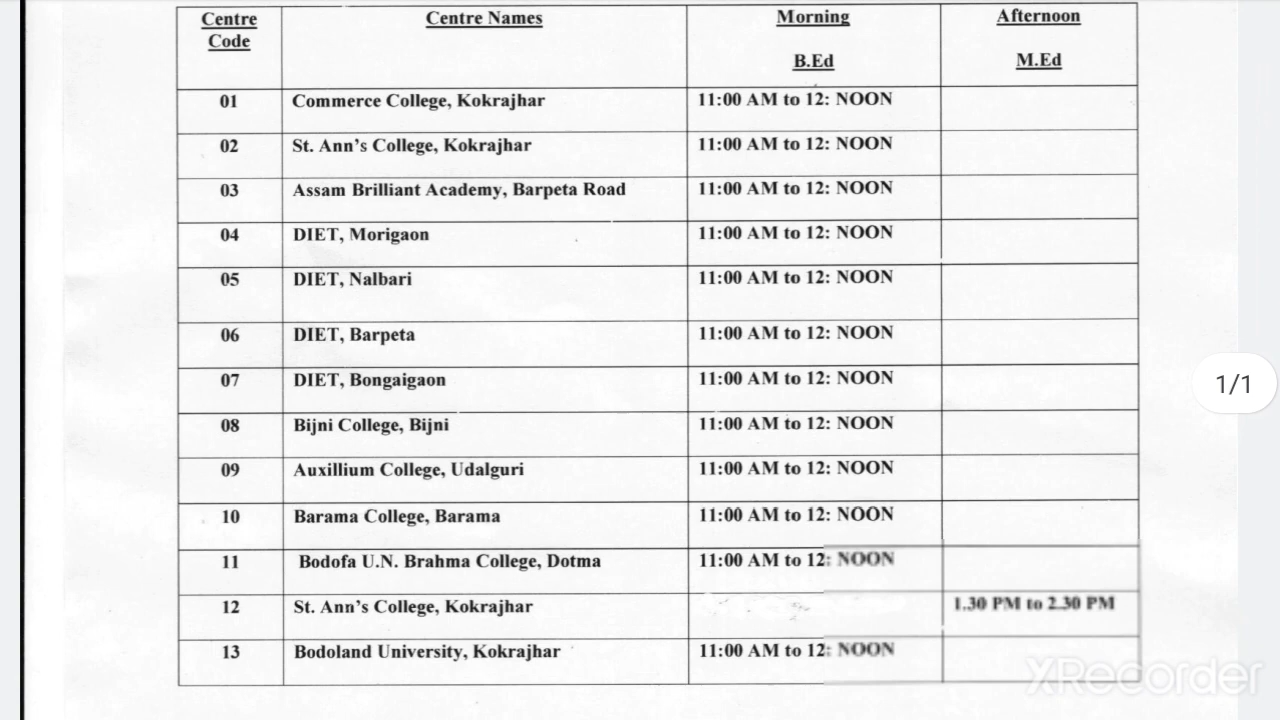 Centre Code Centre Names Morning B.Ed Afternoon M.Ed
01 Commerce College, Kokrajhar 11:00 AM to 12: NOON
02 St. Ann's College, Kokrajhar 11:00 AM to 12: NOON
03 Assam Brilliant Academy, Barpeta Road 11:00 AM to 12: NOON
04 DIET, Morigaon 11:00 AM to 12: NOON
05 DIET, Nalbari 11:00 AM to 12: NOON
06 DIET, Barpeta 11:00 AM to 12: NOON
07 DIET, Bongaigaon 11:00 AM to 12: NOON
1/1
08 Bijni College, Bijni 11:00 AM to 12: NOON
09 Auxillium College, Udalguri 11:00 AM to 12: NOON
10 Barama College, Barama 11:00 AM to 12: NOON
11 Bodofa U.N. Brahma College, Dotma 11:00 AM to 12: NOON
12 St. Ann's College, Kokrajhar 1.30 PM to 2.30 PM
13 Bodoland University, Kokrajhar 11:00 AM to 12: NOON
XRecorder